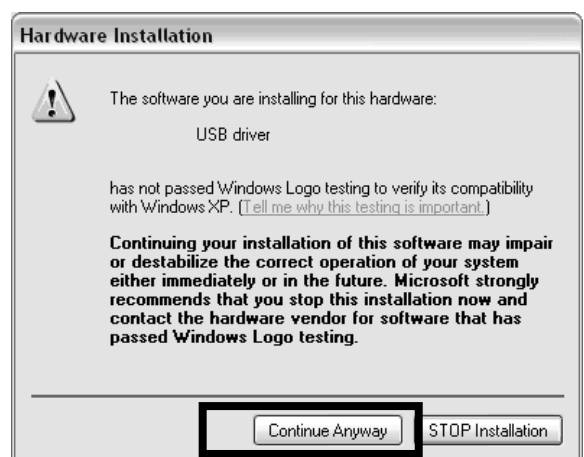 Hardware Installation
The software you are installing for this hardware:
USB driver
has not passed Windows Logo testing to verify its compatibility
with Windows XP. (Tell me why this testing is important.)
Continuing your installation of this software may impair
or destabilize the correct operation of your system
either immediately or in the future. Microsoft strongly
recommends that you stop this installation now and
contact the hardware vendor for software that has
passed Windows Logo testing.
Continue Anyway STOP Installation